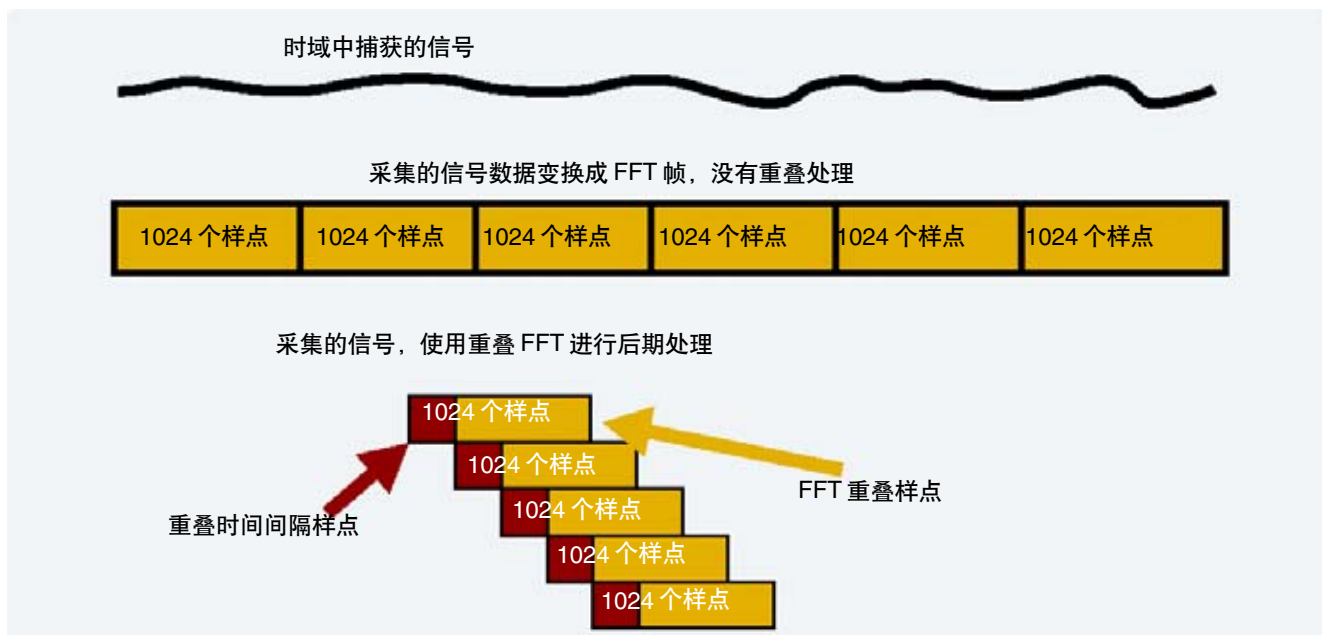 时域中捕获的信号
采集的信号数据变换成 FFT 帧，没有重叠处理
1024 个样点 1024 个样点 1024 个样点 1024 个样点 1024 个样点 1024 个样点
采集的信号，使用重叠 FFT 进行后期处理
1024 个样点
1024 个样点
FFT 重叠样点
1024 个样点
重叠时间间隔样点
1024 个样点
1024 个样点